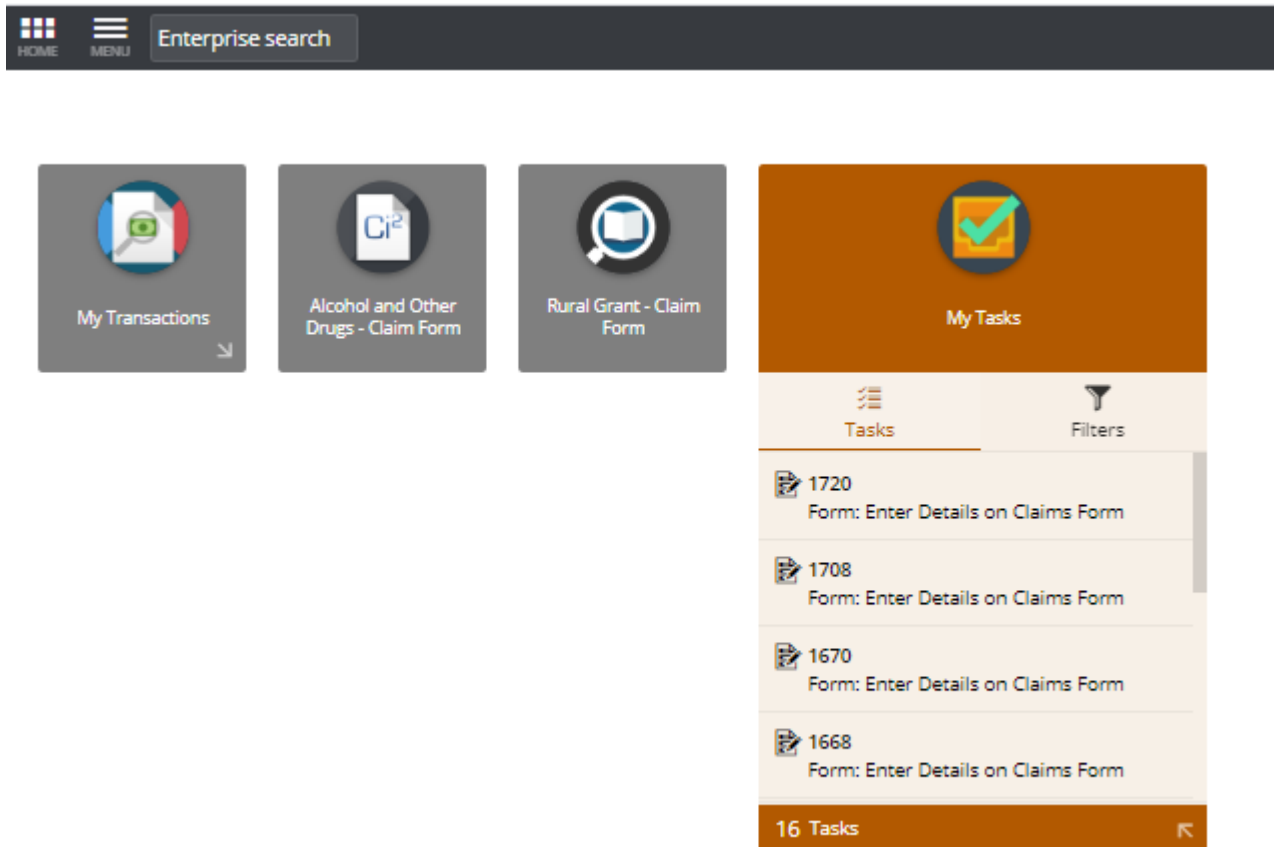 HOME
MENU
Enterprise search
My Transactions
Ci²
Alcohol and Other
Drugs - Claim Form
Rural Grant - Claim
Form
My Tasks
Tasks
Filters
1720
Form: Enter Details on Claims Form
1708
Form: Enter Details on Claims Form
1670
Form: Enter Details on Claims Form
1668
Form: Enter Details on Claims Form
16 Tasks